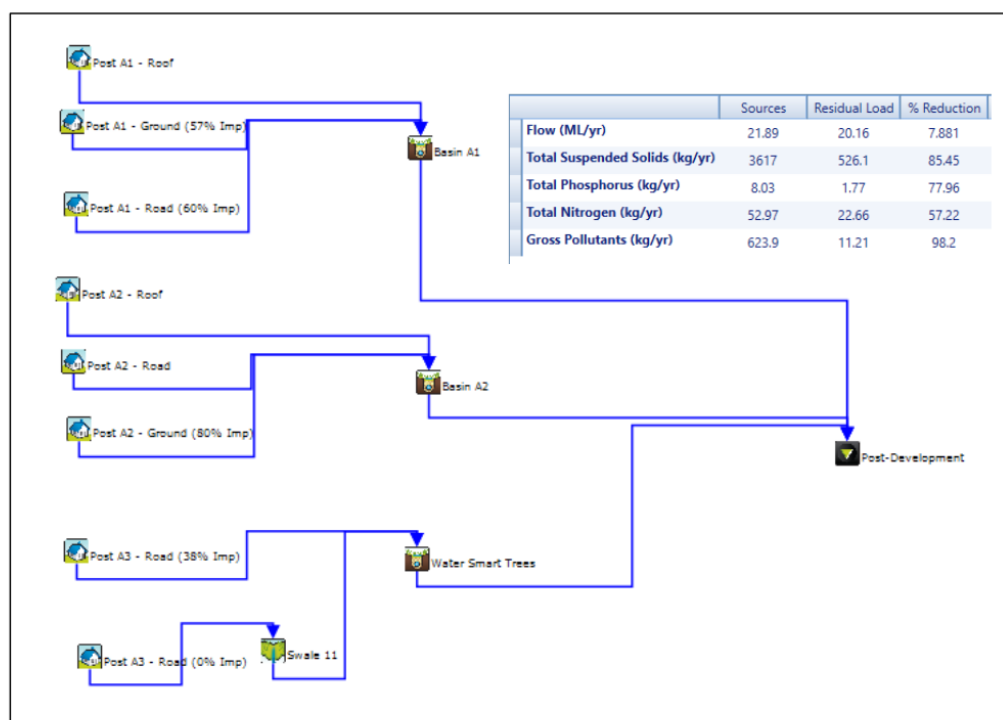 Post A1 - Roof
Sources Residual Load % Reduction
Flow (ML/yr) 21.89 20.16 7.881
Total Suspended Solids (kg/yr) 3617 526.1 85.45
Total Phosphorus (kg/yr) 8.03 1.77 77.96
Total Nitrogen (kg/yr) 52.97 22.66 57.22
Gross Pollutants (kg/yr) 623.9 11.21 98.2
Post A1 - Ground (57% Imp)
Basin A1
Post A1 - Road (60% Imp)
Post A2 - Roof
Post A2 - Road
Basin A2
Post A2 - Ground (80% Imp)
Post-Development
Post A3 - Road (38% Imp)
Water Smart Trees
Post A3 - Road (0% Imp)
Swale 11